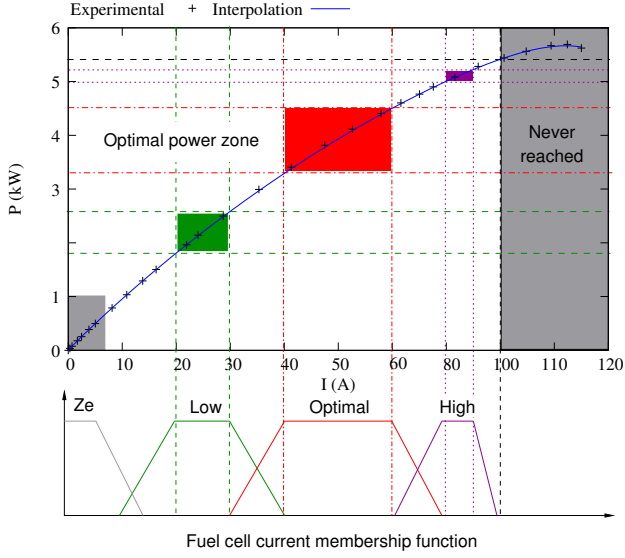 Experimental + Interpolation
6
5
4
3
1
0
P (kW)
Optimal power zone
Never
reached
0 10 20 30 40 50 60 70 80 90 100 110 120
I (A)
Ze Low Optimal High
Fuel cell current membership function